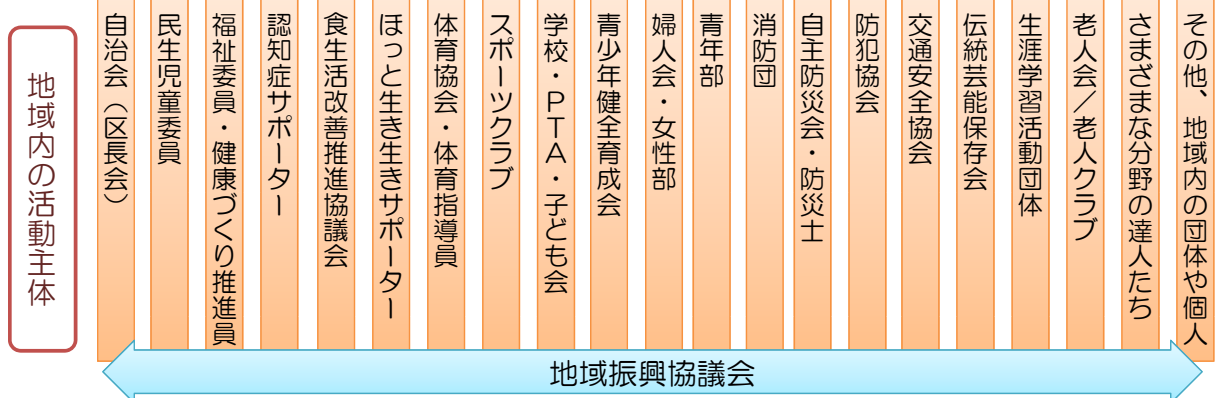 地域内の活動主体
自治会（区長会）
民生児童委員
福祉委員・健康づくり推進員
認知症サポーター
食生活改善推進協議会
ほっと生き生きサポーター
体育協会・体育指導員
スポーツクラブ
学校・ＰＴＡ・子ども会
青少年健全育成会
婦人会・女性部
青年部
消防団
自主防災会・防災士
防犯協会
交通安全協会
伝統芸能保存会
生涯学習活動団体
老人会／老人クラブ
さまざまな分野の達人たち
その他、地域内の団体や個人
地域振興協議会